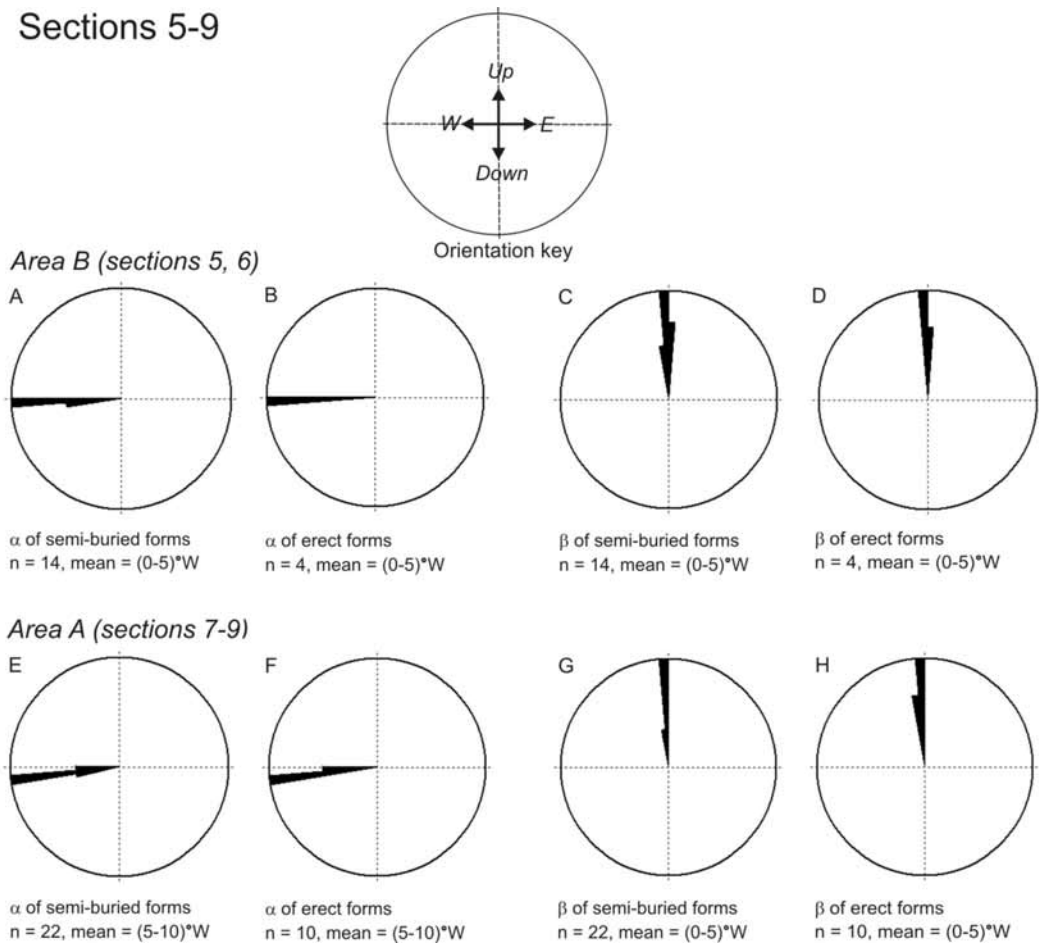 Sections 5-9
Up
W E
Down
Orientation key
Area B (sections 5, 6)
A B C D
α of semi-buried forms
n = 14, mean = (0-5)°W
α of erect forms
n = 4, mean = (0-5)°W
β of semi-buried forms
n = 14, mean = (0-5)°W
β of erect forms
n = 4, mean = (0-5)°W
Area A (sections 7-9)
E F G H
α of semi-buried forms
n = 22, mean = (5-10)°W
α of erect forms
n = 10, mean = (5-10)°W
β of semi-buried forms
n = 22, mean = (0-5)°W
β of erect forms
n = 10, mean = (0-5)°W